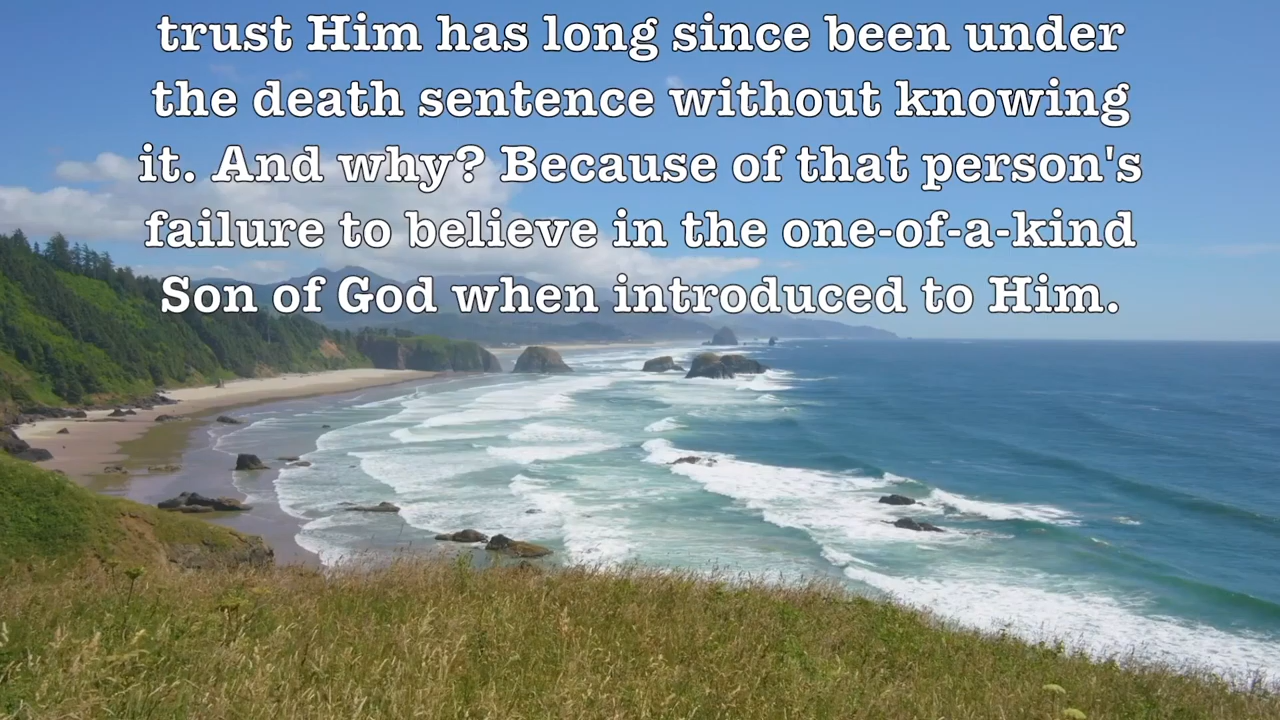 trust Him has long since been under
the death sentence without knowing
it. And why? Because of that person's
failure to believe in the one-of-a-kind
Son of God when introduced to Him.